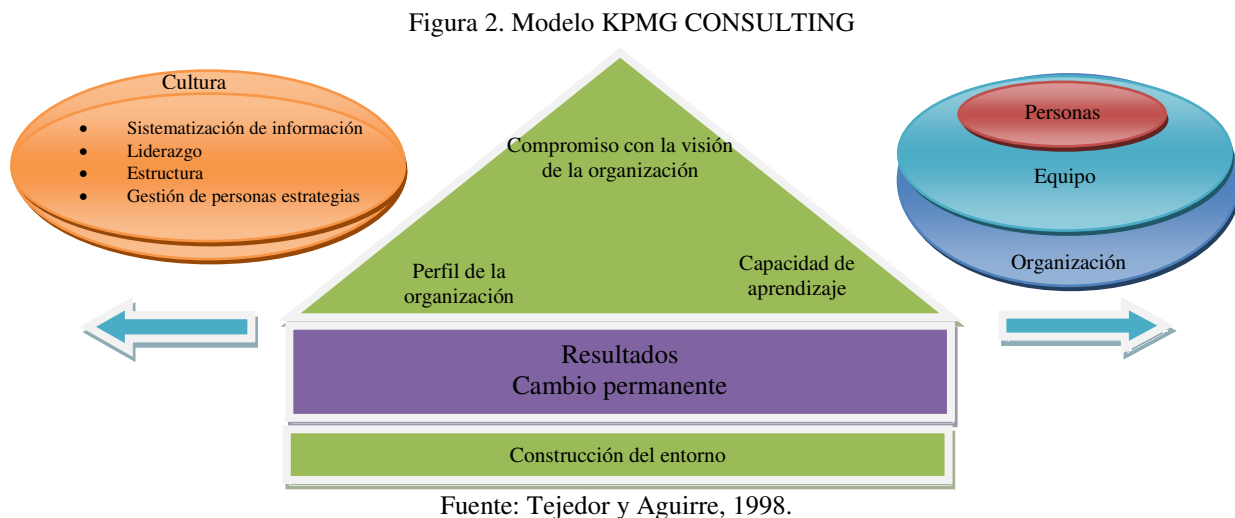 Figura 2. Modelo KPMG CONSULTING
Cultura
• Sistematización de información
• Liderazgo
• Estructura
• Gestión de personas estrategias
Compromiso con la visión
de la organización
Perfil de la
organización
Capacidad de
aprendizaje
Personas
Equipo
Organización
Resultados
Cambio permanente
Construcción del entorno
Fuente: Tejedor y Aguirre, 1998.